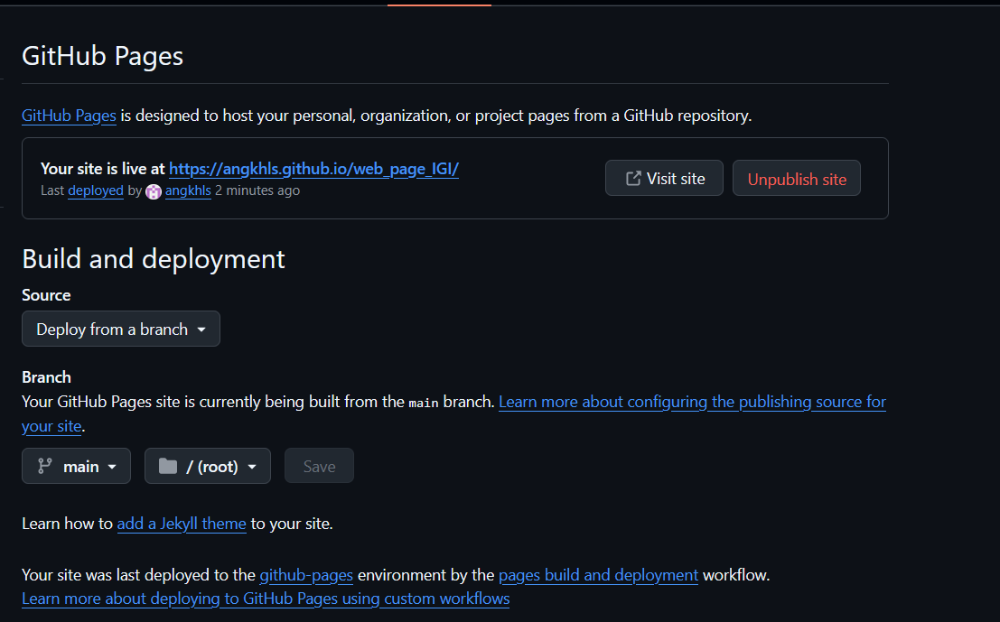 GitHub Pages
GitHub Pages is designed to host your personal, organization, or project pages from a GitHub repository.
Your site is live at https://angkhls.github.io/web_page_IGI/
Last deployed by angkhls 2 minutes ago
Visit site
Unpublish site
Build and deployment
Source
Deploy from a branch
Branch
Your GitHub Pages site is currently being built from the main branch. Learn more about configuring the publishing source for
your site.
main
/ (root)
Save
Learn how to add a Jekyll theme to your site.
Your site was last deployed to the github-pages environment by the pages build and deployment workflow.
Learn more about deploying to GitHub Pages using custom workflows